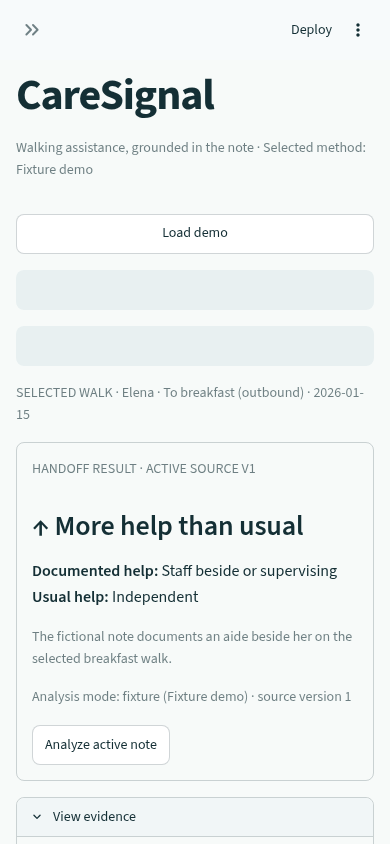 Deploy
CareSignal
Walking assistance, grounded in the note · Selected method:
Fixture demo
Load demo
SELECTED WALK · Elena · To breakfast (outbound) · 2026-01-
15
HANDOFF RESULT · ACTIVE SOURCE V1
↑ More help than usual
Documented help: Staff beside or supervising
Usual help: Independent
The fictional note documents an aide beside her on the
selected breakfast walk.
Analysis mode: fixture (Fixture demo) · source version 1
Analyze active note
View evidence